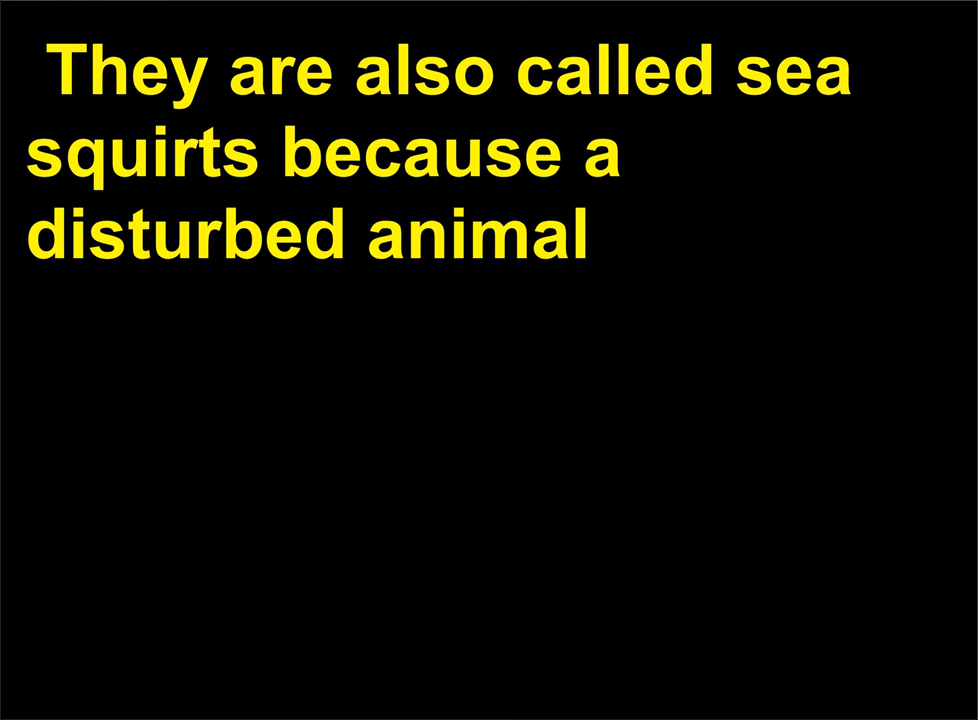 They are also called sea
squirts because a
disturbed animal